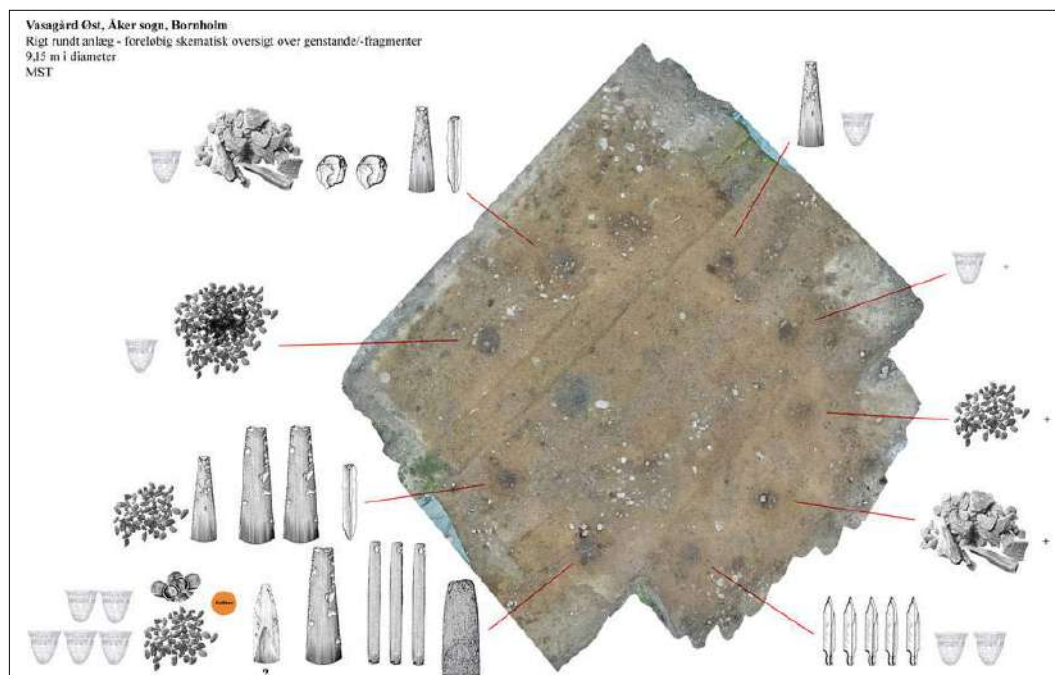 Vasagård Øst, Åker sogn, Bornholm
Rigt rundt anlæg - foreløbig skematisk oversigt over genstande/-fragmenter
9,15 m i diameter
MST
+
+
+
?